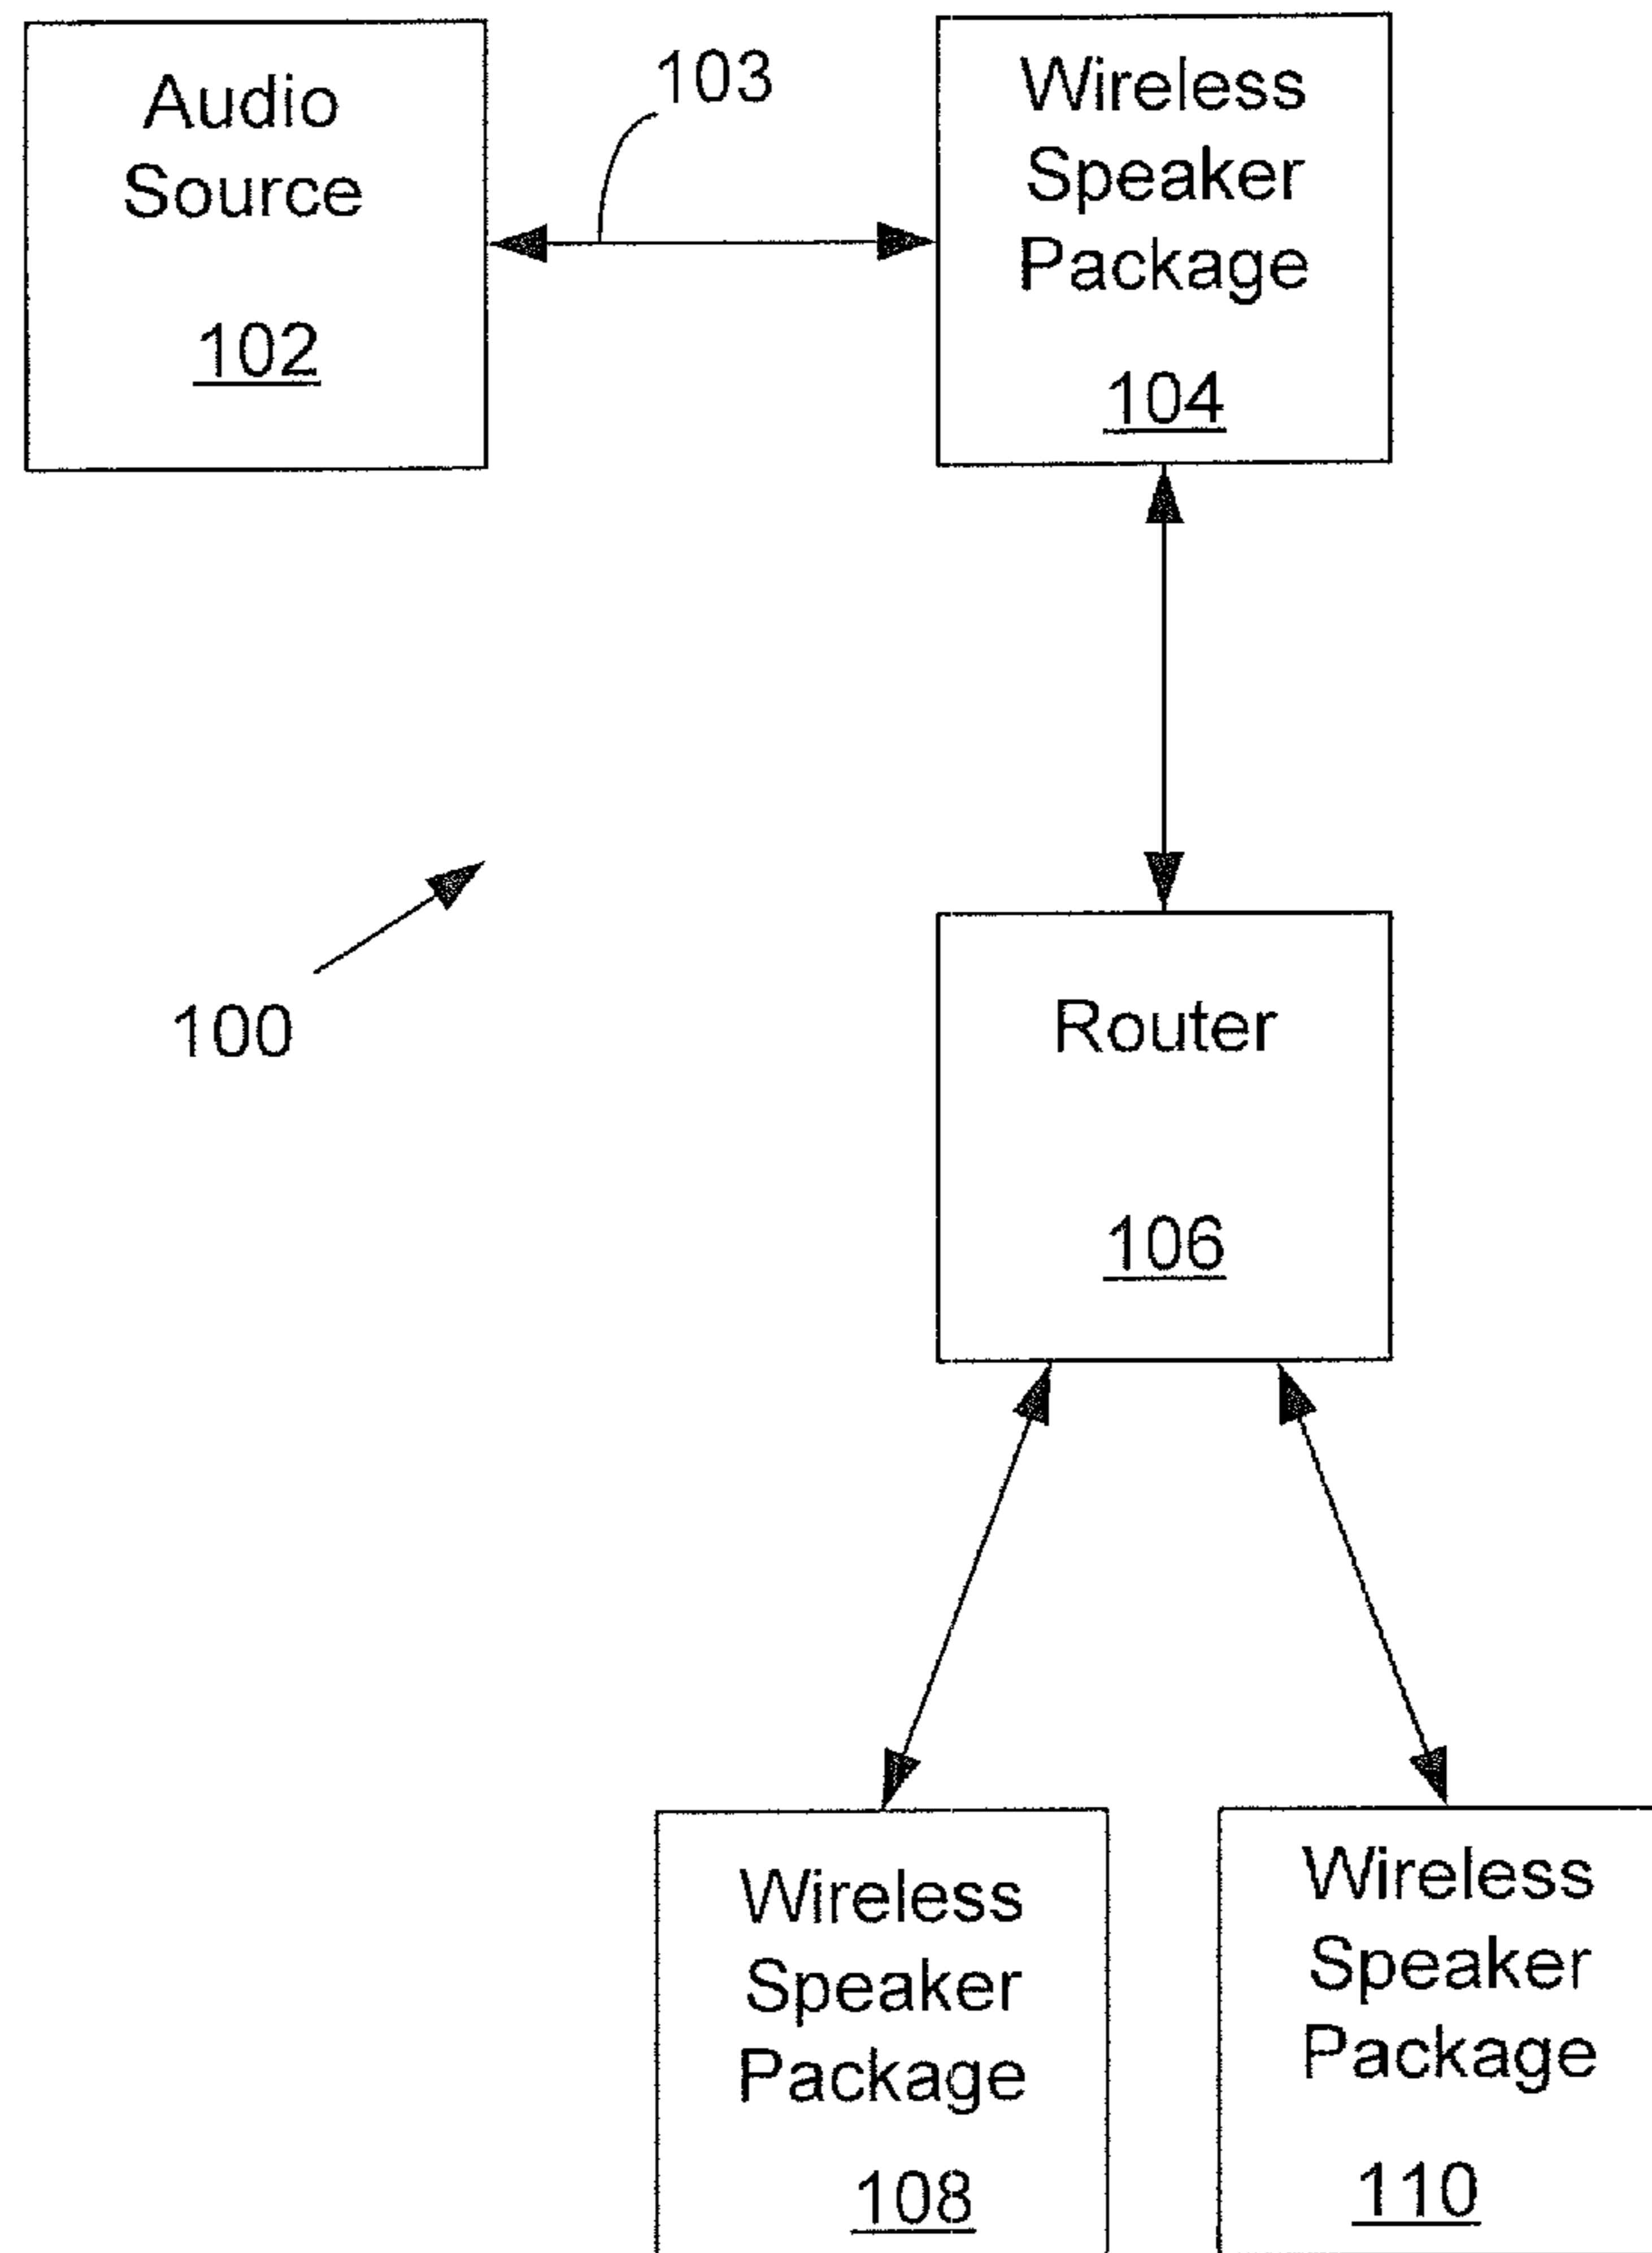 Audio
Source
102
103
Wireless
Speaker
Package
104
100
Router
106
Wireless
Speaker
Package
108
Wireless
Speaker
Package
110